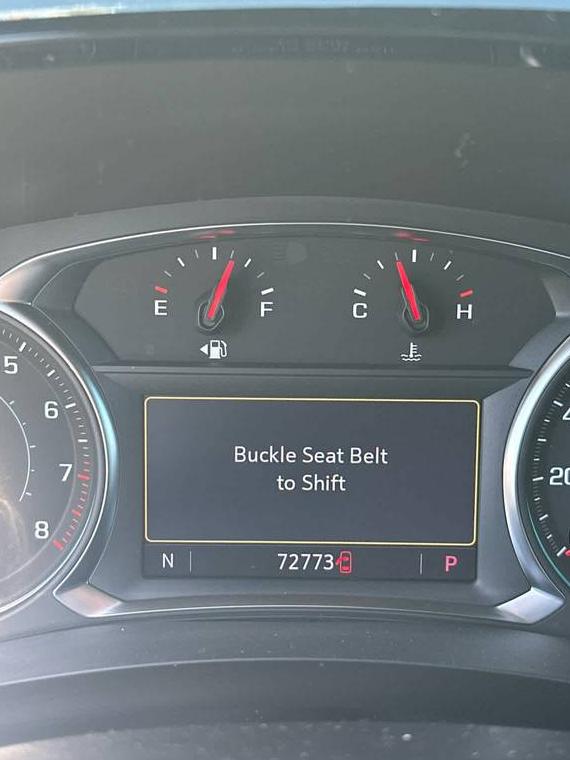 E F
C H
5
6
7
8
20
Buckle Seat Belt
to Shift
N 72773 P